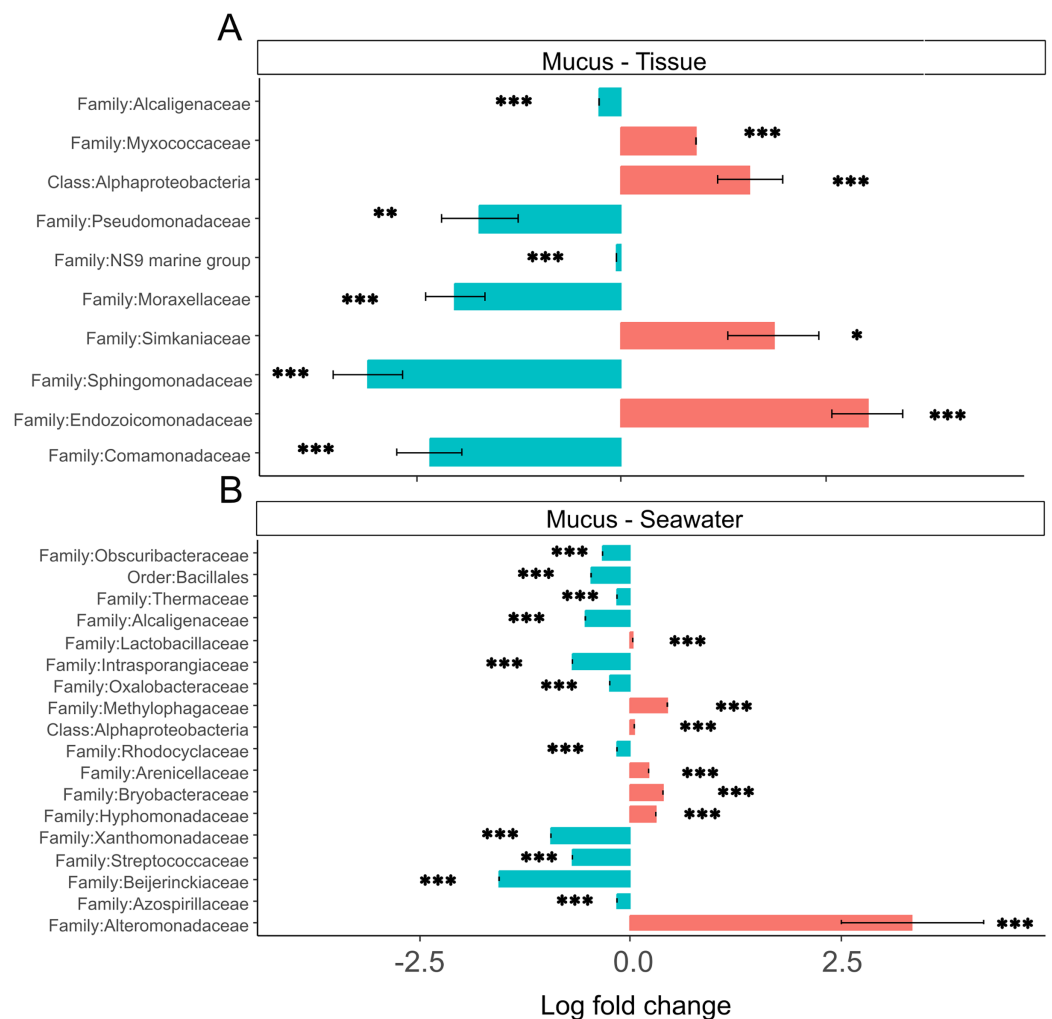 A
Mucus - Tissue
Family:Alcaligenaceae ***
Family:Myxococcaceae ***
Class:Alphaproteobacteria ***
Family:Pseudomonadaceae **
Family:NS9 marine group ***
Family:Moraxellaceae ***
Family:Simkaniaceae *
Family:Sphingomonadaceae ***
Family:Endozoicomonadaceae ***
Family:Comamonadaceae ***
B
Mucus - Seawater
Family:Obscuribacteraceae ***
Order:Bacillales ***
Family:Thermaceae ***
Family:Alcaligenaceae ***
Family:Lactobacillaceae ***
Family:Intrasporangiaceae ***
Family:Oxalobacteraceae ***
Family:Methylophagaceae ***
Class:Alphaproteobacteria ***
Family:Rhodocyclaceae ***
Family:Arenicellaceae ***
Family:Bryobacteraceae ***
Family:Hyphomonadaceae ***
Family:Xanthomonadaceae ***
Family:Streptococcaceae ***
Family:Beijerinckiaceae ***
Family:Azospirillaceae ***
Family:Alteromonadaceae ***
-2.5 0.0 2.5
Log fold change